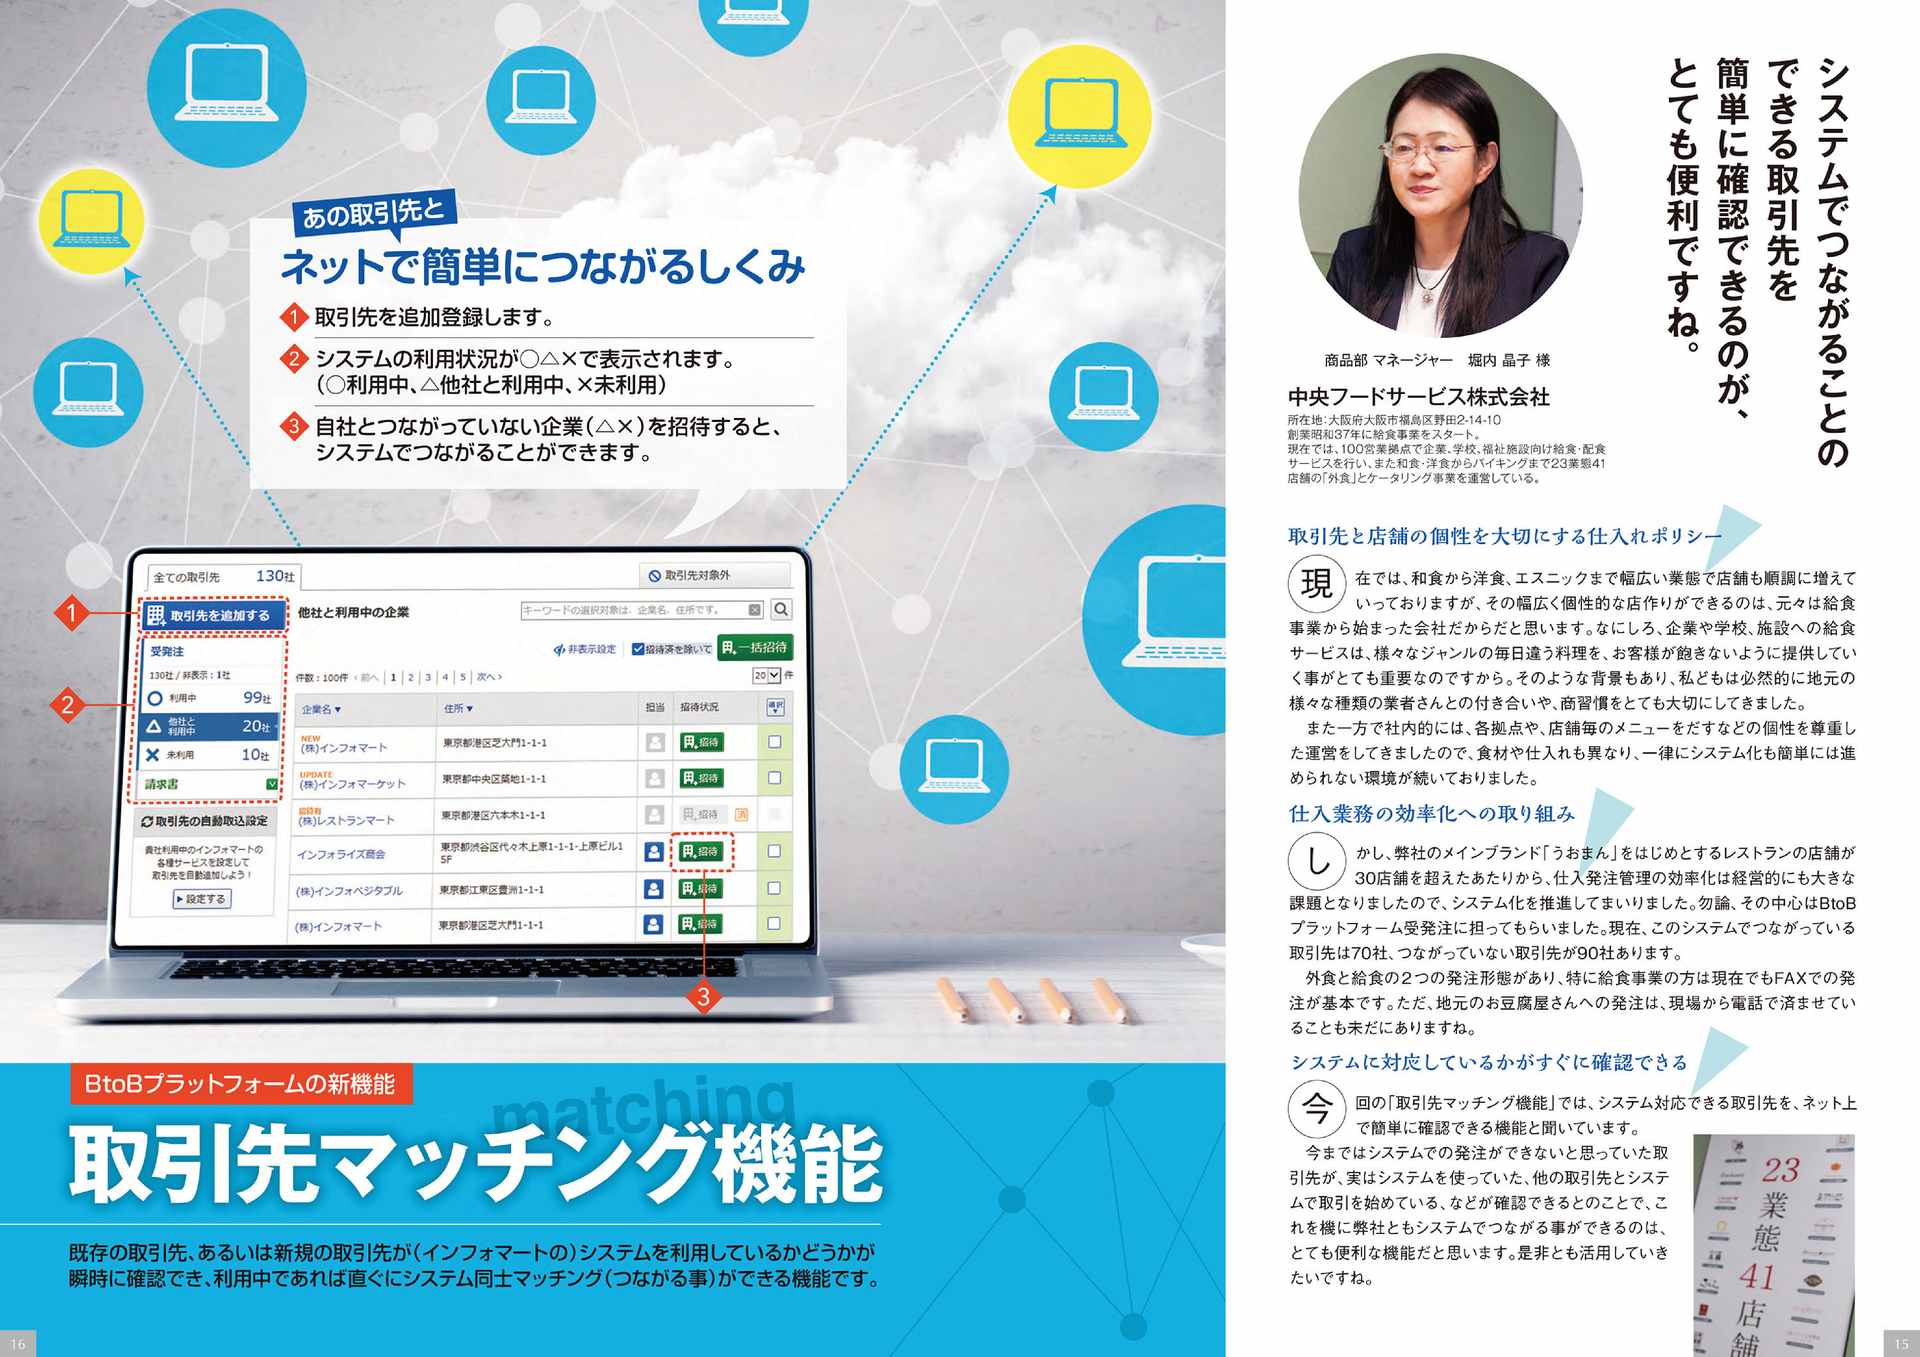 あの取引先と
ネットで簡単につながるしくみ
1 取引先を追加登録します。
2 システムの利用状況が○△×で表示されます。
(○利用中、△他社と利用中、×未利用)
3 自社とつながっていない企業(△×)を招待すると、
システムでつながることができます。
全ての取引先 130社
取引先対象外
1
取引先を追加する
他社と利用中の企業
キーワードの選択対象は、企業名、住所です。
受発注
非表示設定
招待済を除いて
一括招待
130社 / 非表示:1社
件数:100件 ‹前へ | 1 | 2 | 3 | 4 | 5 | 次へ›
20 件
2
利用中 99社
他社と利用中 20社
未利用 10社
請求書
企業名▼ 住所▼ 担当 招待状況 選択▼
NEW
(株)インフォマート 東京都港区芝大門1-1-1 招待
UPDATE
(株)インフォマーケット 東京都中央区築地1-1-1 招待
招待有
(株)レストランマート 東京都港区六本木1-1-1 招待 済
インフォライズ商会 東京都渋谷区代々木上原1-1-1-上原ビル1
5F 招待
(株)インフォベジタブル 東京都江東区豊洲1-1-1 招待
(株)インフォマート 東京都港区芝大門1-1-1 招待
取引先の自動取込設定
貴社利用中のインフォマートの
各種サービスを設定して
取引先を自動追加しよう!
設定する
3
BtoBプラットフォームの新機能
matching
取引先マッチング機能
既存の取引先、あるいは新規の取引先が(インフォマートの)システムを利用しているかどうかが
瞬時に確認でき、利用中であれば直ぐにシステム同士マッチング(つながる事)ができる機能です。
16
システムでつながることの
できる取引先を
簡単に確認できるのが、
とても便利ですね。
商品部 マネージャー 堀内 晶子 様
中央フードサービス株式会社
所在地:大阪府大阪市福島区野田2-14-10
創業昭和37年に給食事業をスタート。
現在では、100営業拠点で企業、学校、福祉施設向け給食・配食
サービスを行い、また和食・洋食からバイキングまで23業態41
店舗の「外食」とケータリング事業を運営している。
取引先と店舗の個性を大切にする仕入れポリシー
現在では、和食から洋食、エスニックまで幅広い業態で店舗も順調に増えて
いっておりますが、その幅広く個性的な店作りができるのは、元々は給食
事業から始まった会社だからだと思います。なにしろ、企業や学校、施設への給食
サービスは、様々なジャンルの毎日違う料理を、お客様が飽きないように提供してい
く事がとても重要なのですから。そのような背景もあり、私どもは必然的に地元の
様々な種類の業者さんとの付き合いや、商習慣をとても大切にしてきました。
また一方で社内的には、各拠点や、店舗毎のメニューをだすなどの個性を尊重し
た運営をしてきましたので、食材や仕入れも異なり、一律にシステム化も簡単には進
められない環境が続いておりました。
仕入業務の効率化への取り組み
しかし、弊社のメインブランド「うおまん」をはじめとするレストランの店舗が
30店舗を超えたあたりから、仕入発注管理の効率化は経営的にも大きな
課題となりましたので、システム化を推進してまいりました。勿論、その中心はBtoB
プラットフォーム受発注に担ってもらいました。現在、このシステムでつながっている
取引先は70社、つながっていない取引先が90社あります。
外食と給食の2つの発注形態があり、特に給食事業の方は現在でもFAXでの発
注が基本です。ただ、地元のお豆腐屋さんへの発注は、現場から電話で済ませてい
ることも未だにありますね。
システムに対応しているかがすぐに確認できる
今回の「取引先マッチング機能」では、システム対応できる取引先を、ネット上
で簡単に確認できる機能と聞いています。
今まではシステムでの発注ができないと思っていた取
引先が、実はシステムを使っていた、他の取引先とシステ
ムで取引を始めている、などが確認できるとのことで、こ
れを機に弊社ともシステムでつながる事ができるのは、
とても便利な機能だと思います。是非とも活用していき
たいですね。
23
業
態
41
店
舗
15